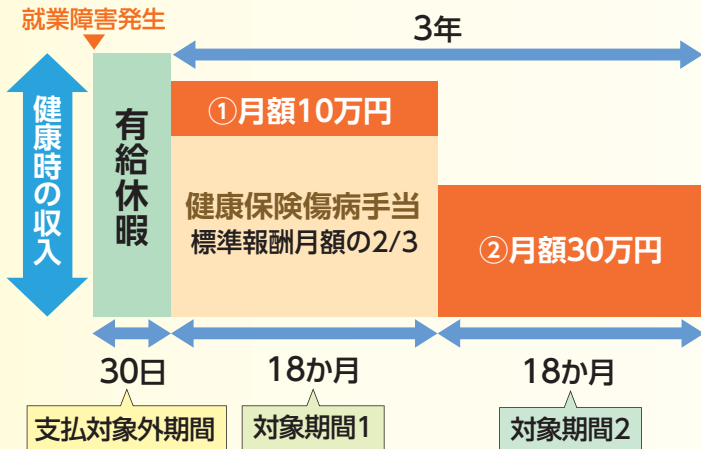 就業障害発生
3年
健康時の収入
有給休暇
①月額10万円
健康保険傷病手当
標準報酬月額の2/3
②月額30万円
30日
18か月
18か月
支払対象外期間
対象期間1
対象期間2